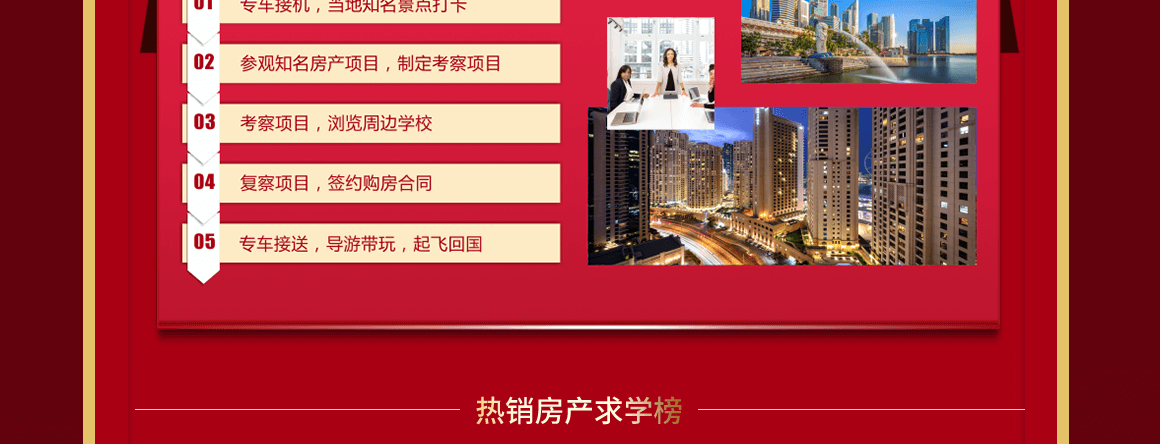 01 专车接机，当地知名景点打卡
02 参观知名房产项目，制定考察项目
03 考察项目，浏览周边学校
04 复察项目，签约购房合同
05 专车接送，导游带玩，起飞回国
热销房产求学榜